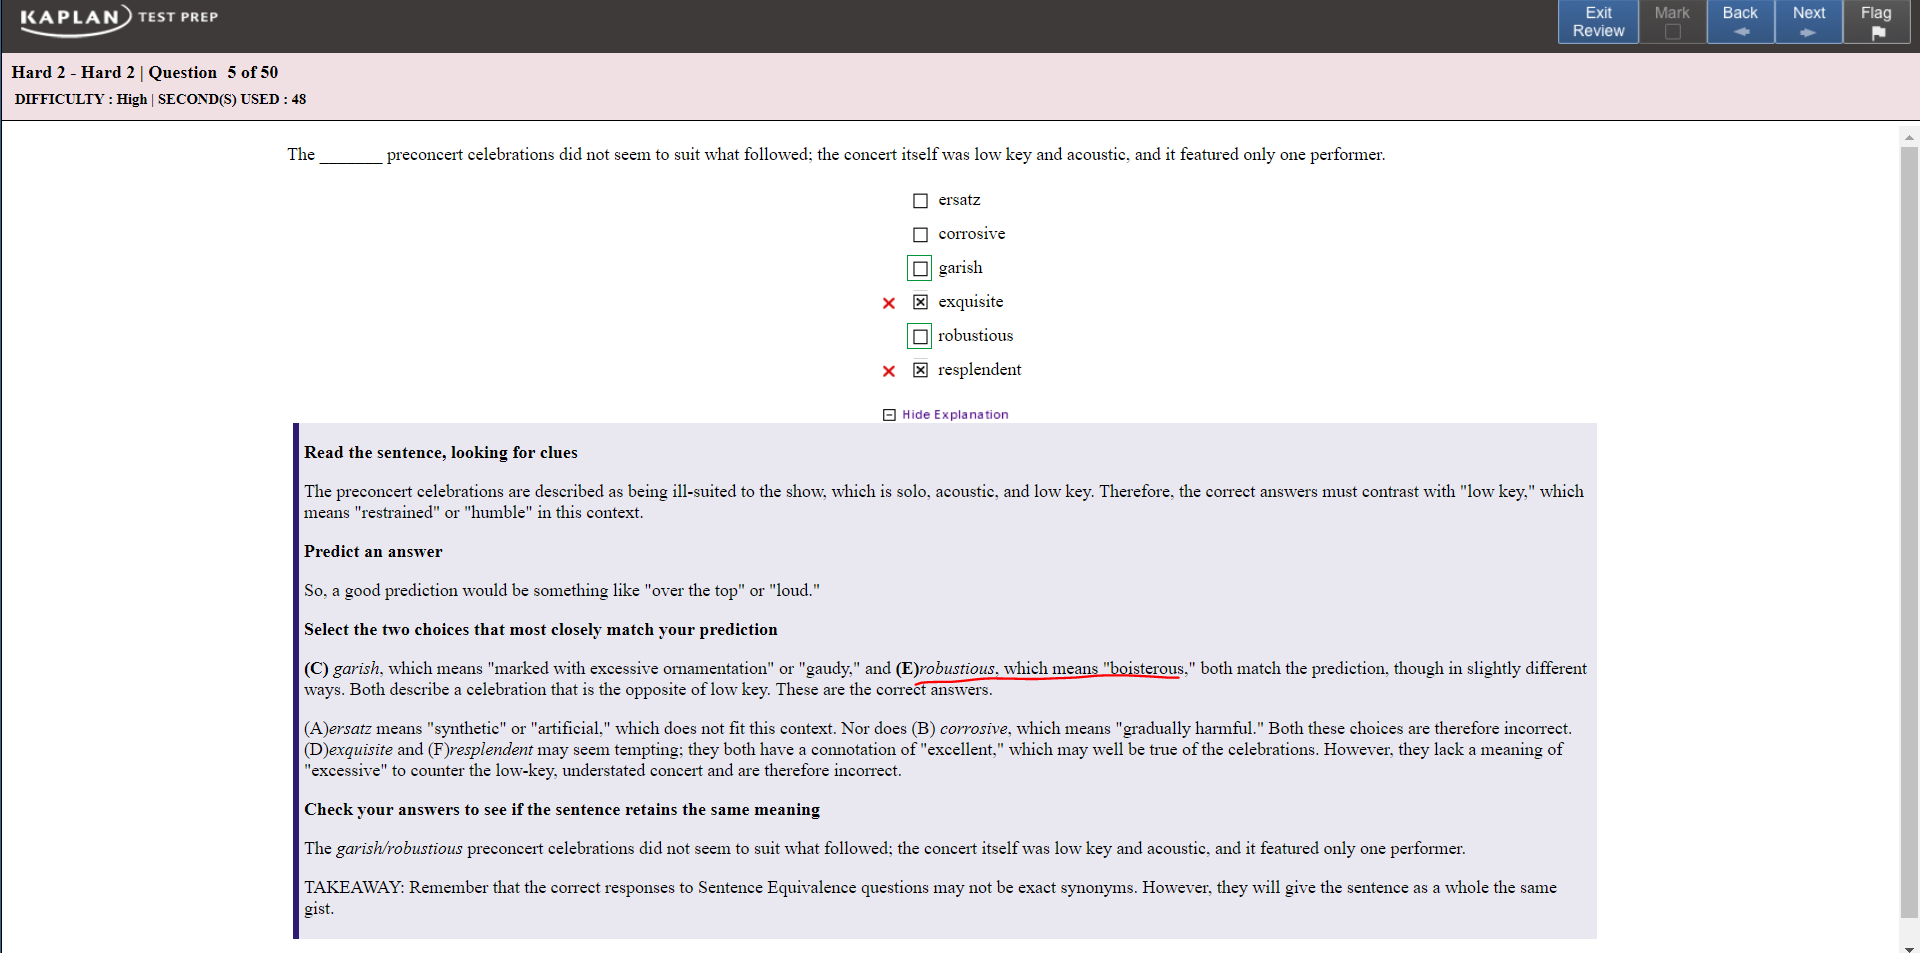 KAPLAN TEST PREP
Exit Review
Mark
Back
Next
Flag
Hard 2 - Hard 2 | Question 5 of 50
DIFFICULTY : High | SECOND(S) USED : 48
The _______ preconcert celebrations did not seem to suit what followed; the concert itself was low key and acoustic, and it featured only one performer.
ersatz
corrosive
garish
exquisite
robustious
resplendent
Hide Explanation
Read the sentence, looking for clues
The preconcert celebrations are described as being ill-suited to the show, which is solo, acoustic, and low key. Therefore, the correct answers must contrast with "low key," which
means "restrained" or "humble" in this context.
Predict an answer
So, a good prediction would be something like "over the top" or "loud."
Select the two choices that most closely match your prediction
(C) garish, which means "marked with excessive ornamentation" or "gaudy," and (E)robustious, which means "boisterous," both match the prediction, though in slightly different
ways. Both describe a celebration that is the opposite of low key. These are the correct answers.
(A)ersatz means "synthetic" or "artificial," which does not fit this context. Nor does (B) corrosive, which means "gradually harmful." Both these choices are therefore incorrect.
(D)exquisite and (F)resplendent may seem tempting; they both have a connotation of "excellent," which may well be true of the celebrations. However, they lack a meaning of
"excessive" to counter the low-key, understated concert and are therefore incorrect.
Check your answers to see if the sentence retains the same meaning
The garish/robustious preconcert celebrations did not seem to suit what followed; the concert itself was low key and acoustic, and it featured only one performer.
TAKEAWAY: Remember that the correct responses to Sentence Equivalence questions may not be exact synonyms. However, they will give the sentence as a whole the same
gist.